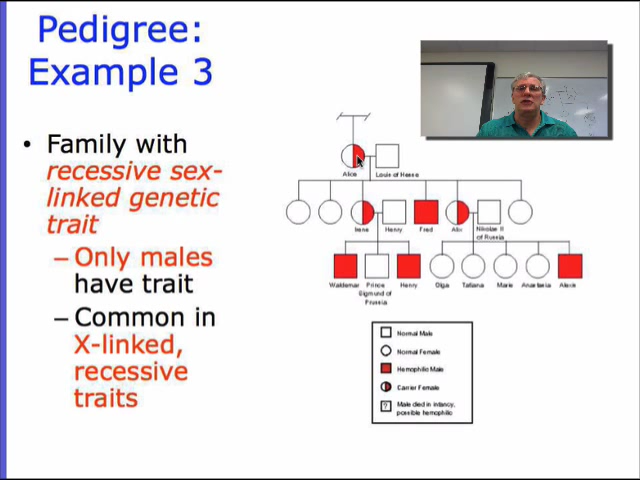 Pedigree:
Example 3
• Family with
recessive sex-
linked genetic
trait
– Only males
have trait
– Common in
X-linked,
recessive
traits
Alice
Louis of Hesse
Irene
Henry
Fred
Alix
Nikolas II
of Russia
Waldemar
Prince
Sigmund of
Prussia
Henry
Olga
Tatiana
Marie
Anastasia
Alexis
Normal Male
Normal Female
Hemophilic Male
Carrier Female
?
Male died in infancy,
possible hemophilic